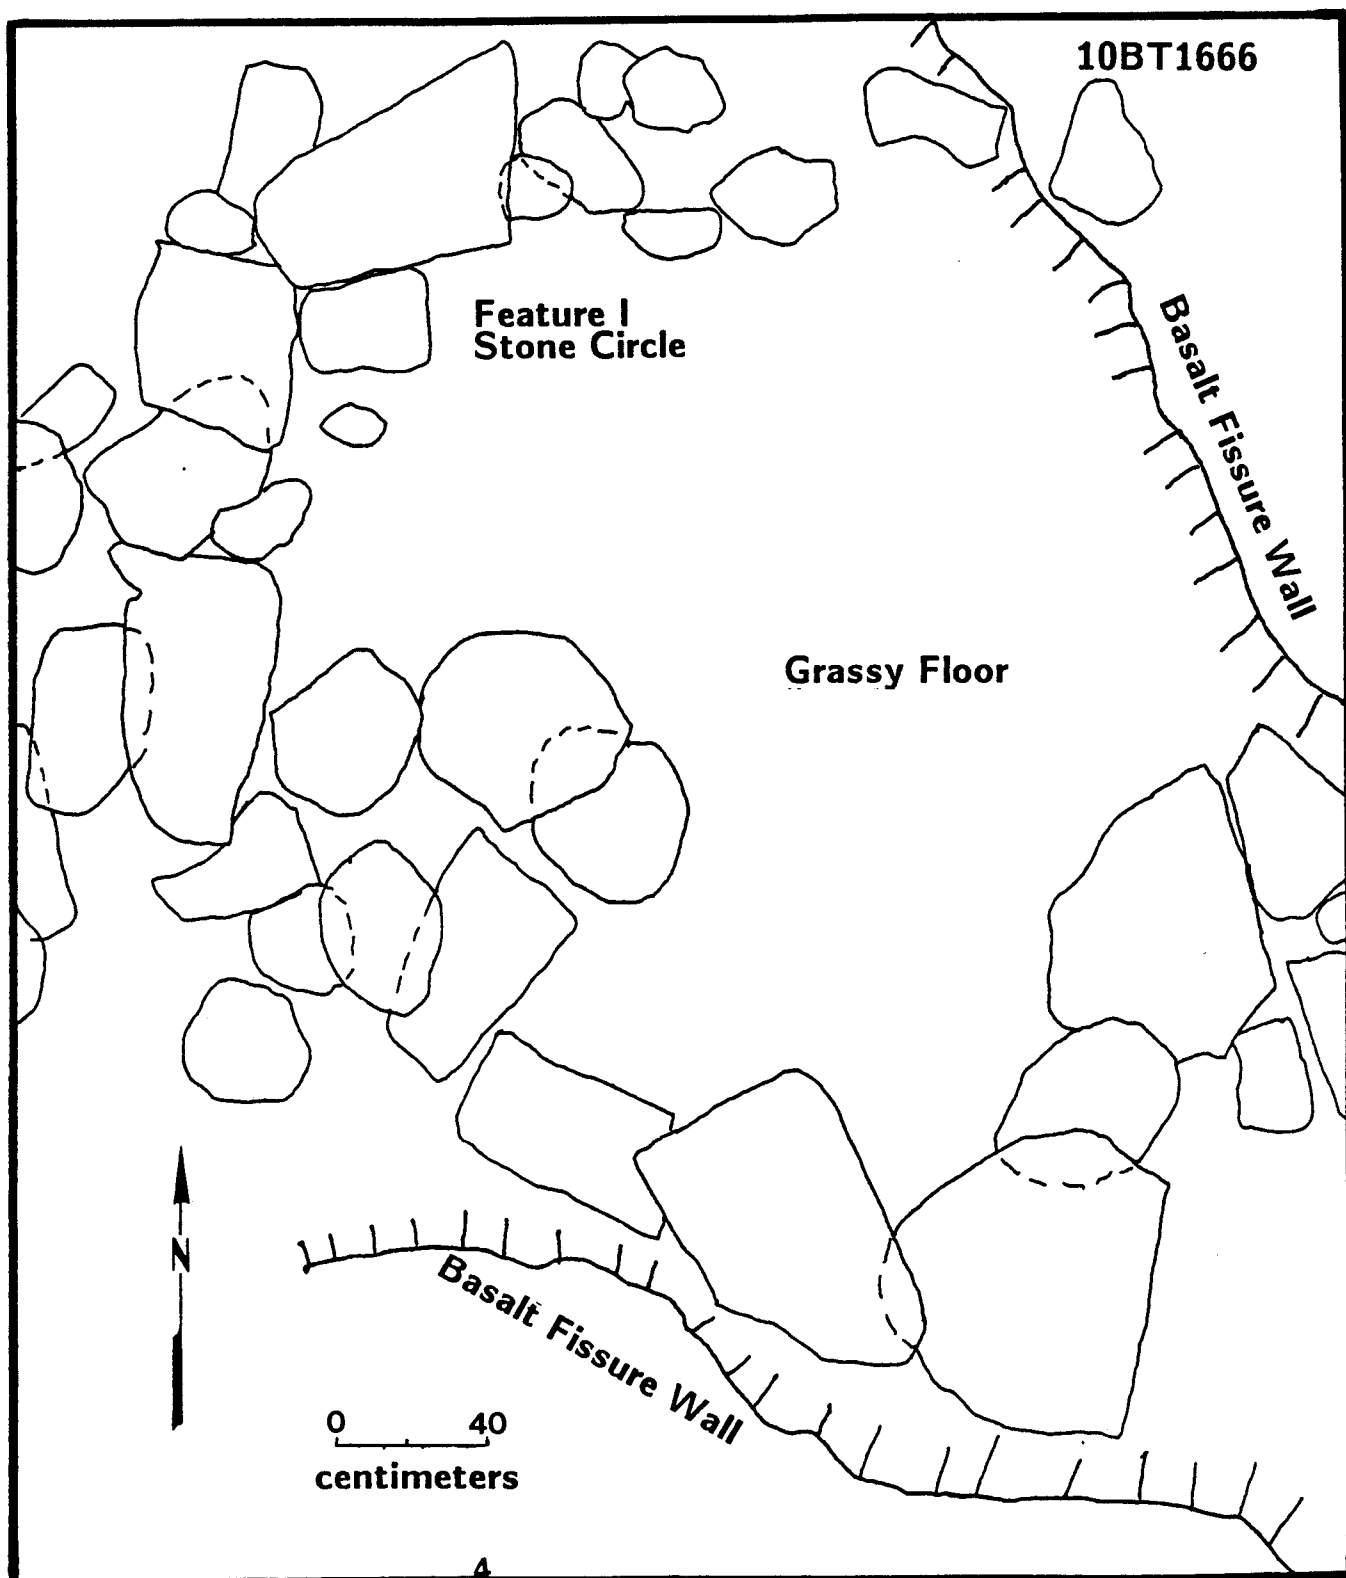 10BT1666
Feature I
Stone Circle
Basalt Fissure Wall
Grassy Floor
N
Basalt Fissure Wall
0 40
centimeters
4